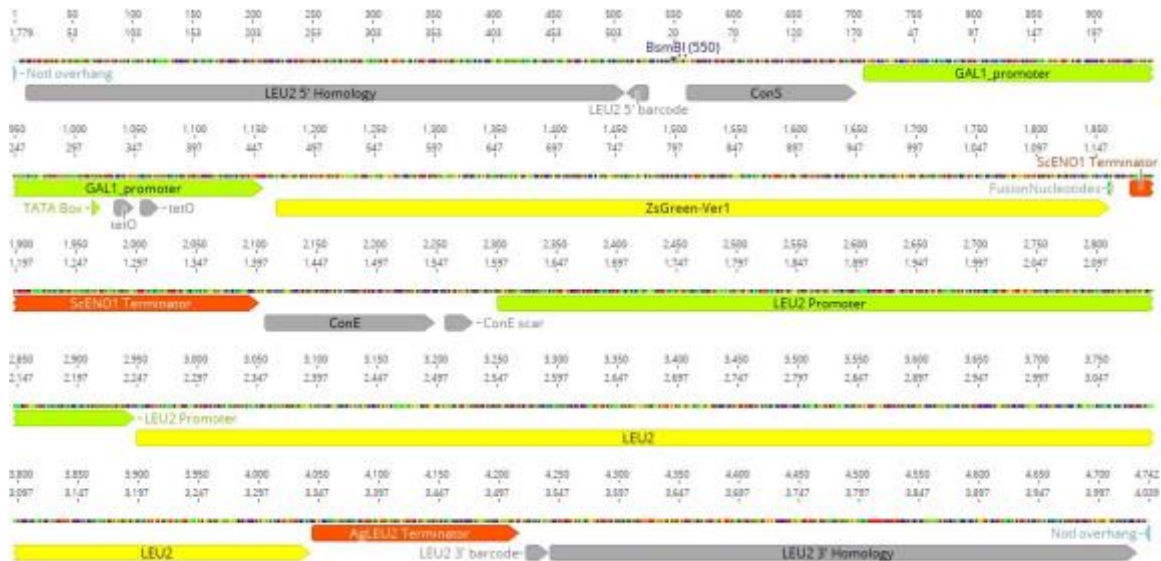 1 50 100 150 200 250 300 350 400 450 500 550 600 650 700 750 800 850 900
1,779 53 103 153 203 253 303 353 403 453 503 20 70 120 47 97 147 197
BsmBI (550)
NotI overhang GAL1_promoter
LEU2 5' Homology ConS
LEU2 5' barcode
950 1,000 1,050 1,100 1,150 1,200 1,250 1,300 1,350 1,400 1,450 1,500 1,550 1,600 1,650 1,700 1,750 1,800 1,850
247 297 347 397 447 497 547 597 647 697 747 797 847 897 947 997 1,047 1,097 1,147
ScENO1 Terminator
GAL1_promoter FusionNucleotides
TATA Box tetO ZsGreen-Ver1
tetO
1,900 1,950 2,000 2,050 2,100 2,150 2,200 2,250 2,300 2,350 2,400 2,450 2,500 2,550 2,600 2,650 2,700 2,750 2,800
1,197 1,247 1,297 1,347 1,397 1,447 1,497 1,547 1,597 1,647 1,697 1,747 1,797 1,847 1,897 1,947 1,997 2,047 2,097
ScENO1 Terminator LEU2 Promoter
ConE ConE scar
2,850 2,900 2,950 3,000 3,050 3,100 3,150 3,200 3,250 3,300 3,350 3,400 3,450 3,500 3,550 3,600 3,650 3,700 3,750
2,147 2,197 2,247 2,297 2,347 2,397 2,447 2,497 2,547 2,597 2,647 2,697 2,747 2,797 2,847 2,897 2,947 2,997 3,047
LEU2 Promoter
LEU2
3,800 3,850 3,900 3,950 4,000 4,050 4,100 4,150 4,200 4,250 4,300 4,350 4,400 4,450 4,500 4,550 4,600 4,650 4,700 4,742
3,097 3,147 3,197 3,247 3,297 3,347 3,397 3,447 3,497 3,547 3,597 3,647 3,697 3,747 3,797 3,847 3,897 3,947 3,997 4,039
AgLEU2 Terminator NotI overhang
LEU2 LEU2 3' barcode LEU2 3' Homology